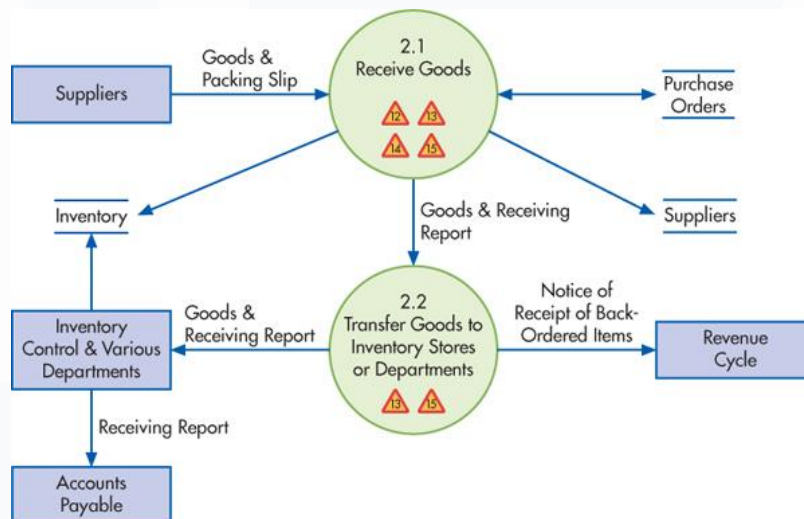 2.1
Receive Goods
12
13
14
15
Goods &
Packing Slip
Suppliers
Purchase
Orders
Inventory
Suppliers
Goods & Receiving
Report
2.2
Transfer Goods to
Inventory Stores
or Departments
13
15
Goods &
Receiving Report
Notice of
Receipt of Back-
Ordered Items
Inventory
Control & Various
Departments
Revenue
Cycle
Receiving Report
Accounts
Payable